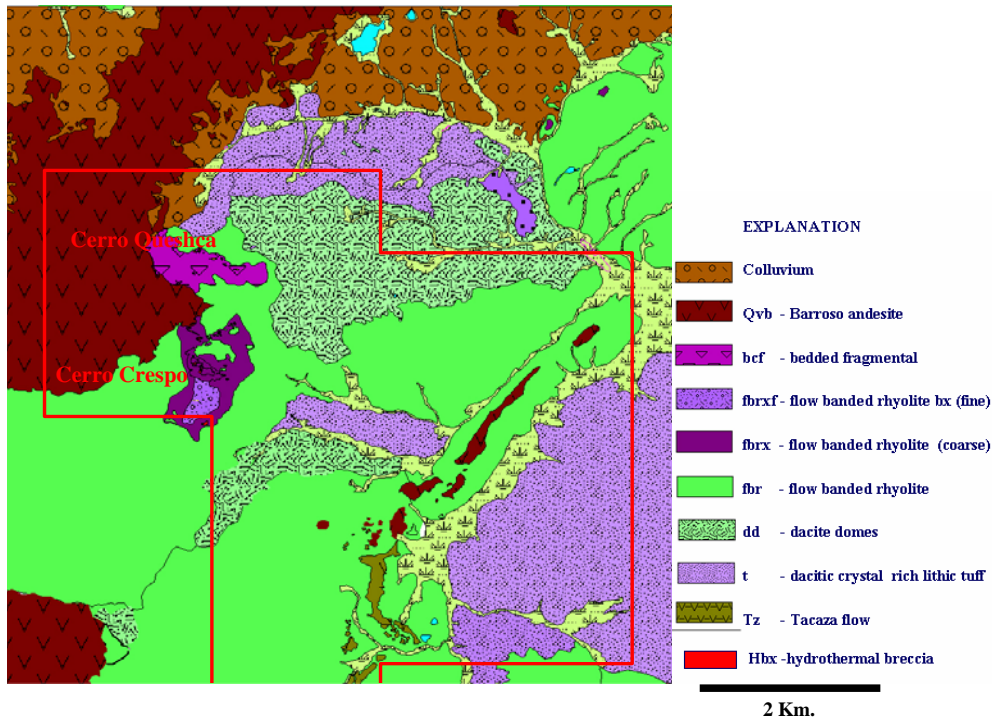 Cerro Queshca
Cerro Crespo
EXPLANATION
Colluvium
Qvb - Barroso andesite
bcf - bedded fragmental
fbrxf - flow banded rhyolite bx (fine)
fbrx - flow banded rhyolite (coarse)
fbr - flow banded rhyolite
dd - dacite domes
t - dacitic crystal rich lithic tuff
Tz - Tacaza flow
Hbx -hydrothermal breccia
2 Km.